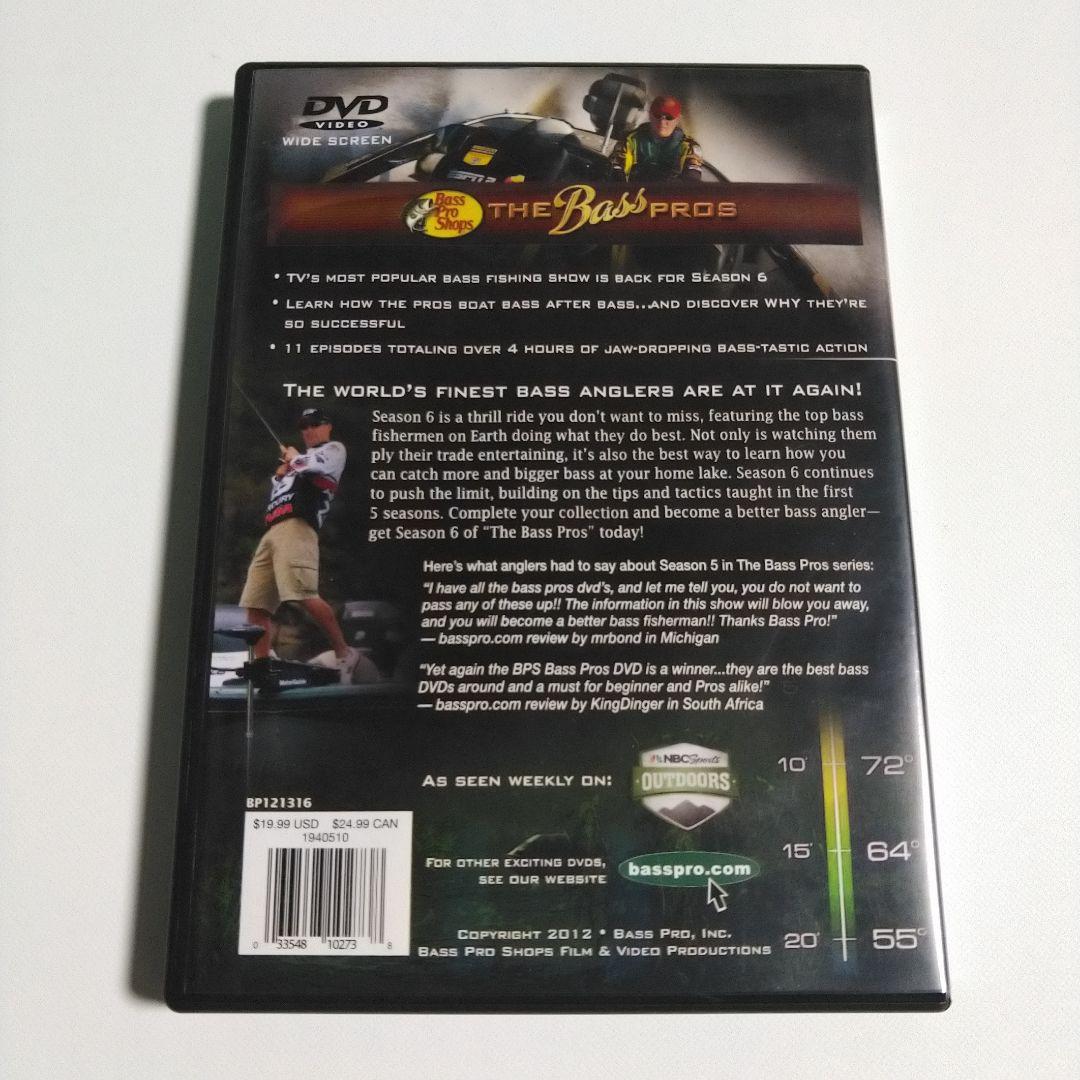 DVD
VIDEO
WIDE SCREEN
Bass
Pro
Shops
THE Bass PROS
• TV'S MOST POPULAR BASS FISHING SHOW IS BACK FOR SEASON 6
• LEARN HOW THE PROS BOAT BASS AFTER BASS...AND DISCOVER WHY THEY'RE
SO SUCCESSFUL
• 11 EPISODES TOTALING OVER 4 HOURS OF JAW-DROPPING BASS-TASTIC ACTION
THE WORLD'S FINEST BASS ANGLERS ARE AT IT AGAIN!
Season 6 is a thrill ride you don't want to miss, featuring the top bass
fishermen on Earth doing what they do best. Not only is watching them
ply their trade entertaining, it's also the best way to learn how you
can catch more and bigger bass at your home lake. Season 6 continues
to push the limit, building on the tips and tactics taught in the first
5 seasons. Complete your collection and become a better bass angler—
get Season 6 of "The Bass Pros" today!
Here's what anglers had to say about Season 5 in The Bass Pros series:
"I have all the bass pros dvd's, and let me tell you, you do not want to
pass any of these up!! The information in this show will blow you away,
and you will become a better bass fisherman!! Thanks Bass Pro!"
— basspro.com review by mrbond in Michigan
"Yet again the BPS Bass Pros DVD is a winner...they are the best bass
DVDs around and a must for beginner and Pros alike!"
— basspro.com review by KingDinger in South Africa
MotorGuide
AS SEEN WEEKLY ON:
NBC Sports
OUTDOORS
10' 72°
15' 64°
20' 55°
BP121316
$19.99 USD $24.99 CAN
1940510
0 33548 10273 8
FOR OTHER EXCITING DVDS,
SEE OUR WEBSITE
basspro.com
COPYRIGHT 2012 • BASS PRO, INC.
BASS PRO SHOPS FILM & VIDEO PRODUCTIONS